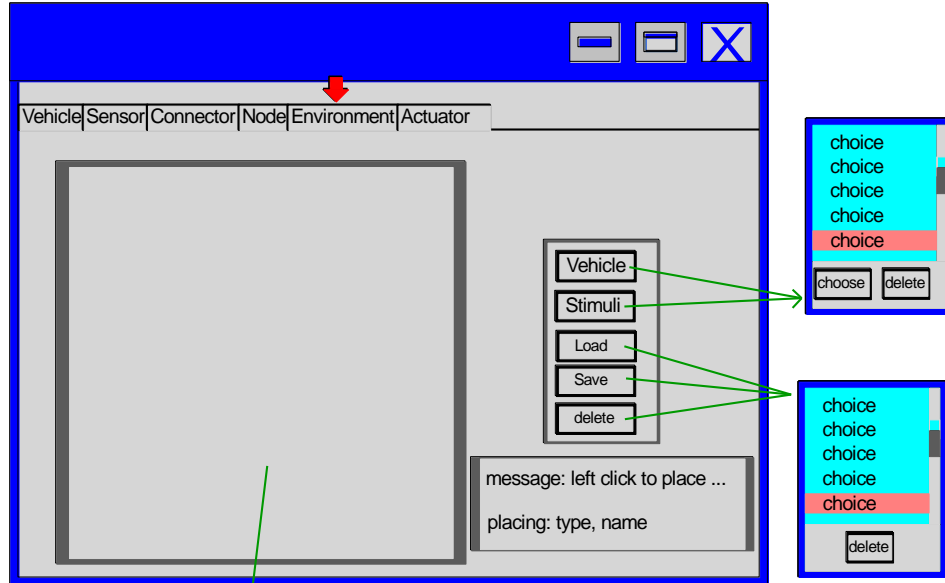 Vehicle Sensor Connector Node Environment Actuator
Vehicle
Stimuli
Load
Save
delete
message: left click to place ...
placing: type, name
choice
choice
choice
choice
choice
choose delete
choice
choice
choice
choice
choice
delete